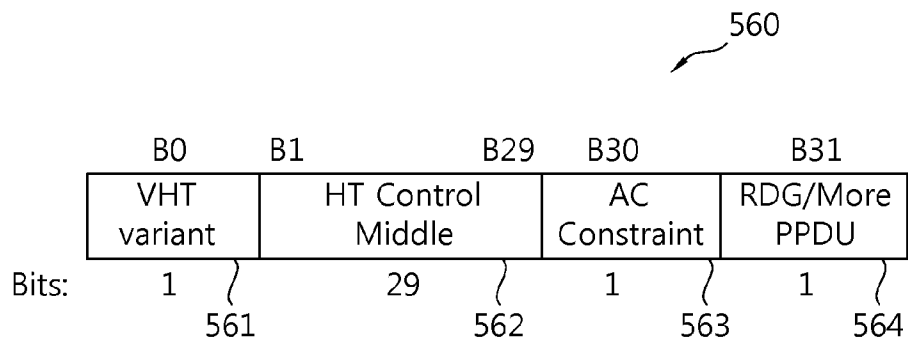 560
B0 B1 B29 B30 B31
VHT variant HT Control Middle AC Constraint RDG/More PPDU
Bits: 1 29 1 1
561 562 563 564